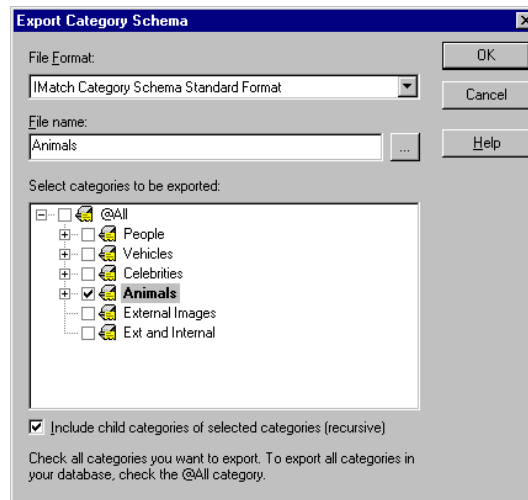 Export Category Schema
File Format:
IMatch Category Schema Standard Format
File name:
Animals
...
Select categories to be exported:
@All
People
Vehicles
Celebrities
Animals
External Images
Ext and Internal
Include child categories of selected categories (recursive)
Check all categories you want to export. To export all categories in
your database, check the @All category.
OK
Cancel
Help